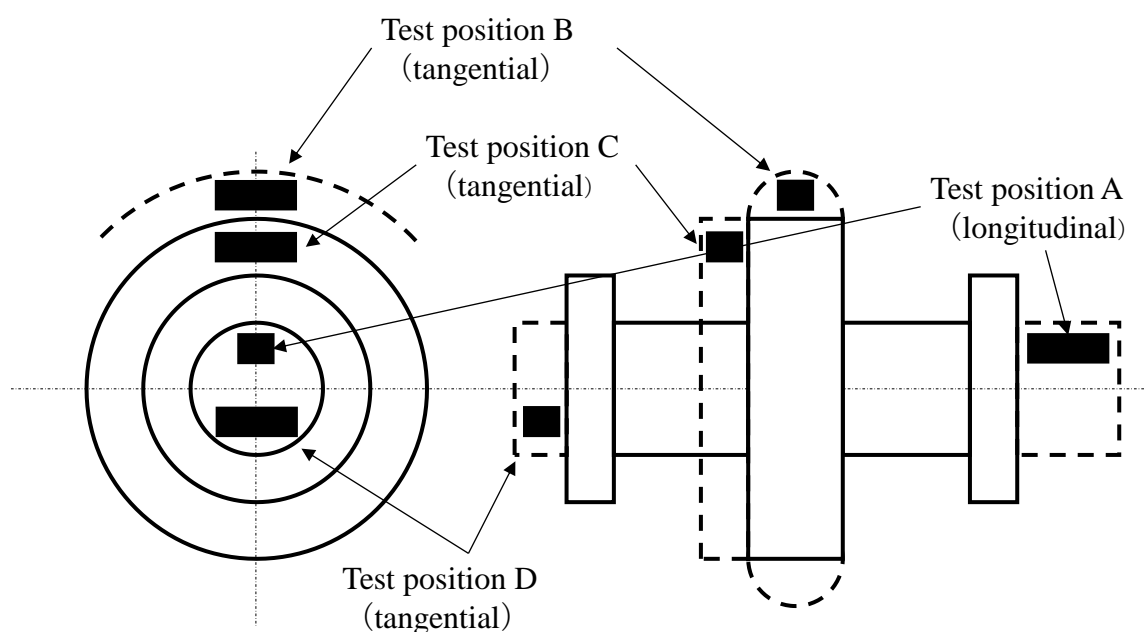 Test position B
（tangential）
Test position C
（tangential）
Test position A
（longitudinal）
Test position D
（tangential）